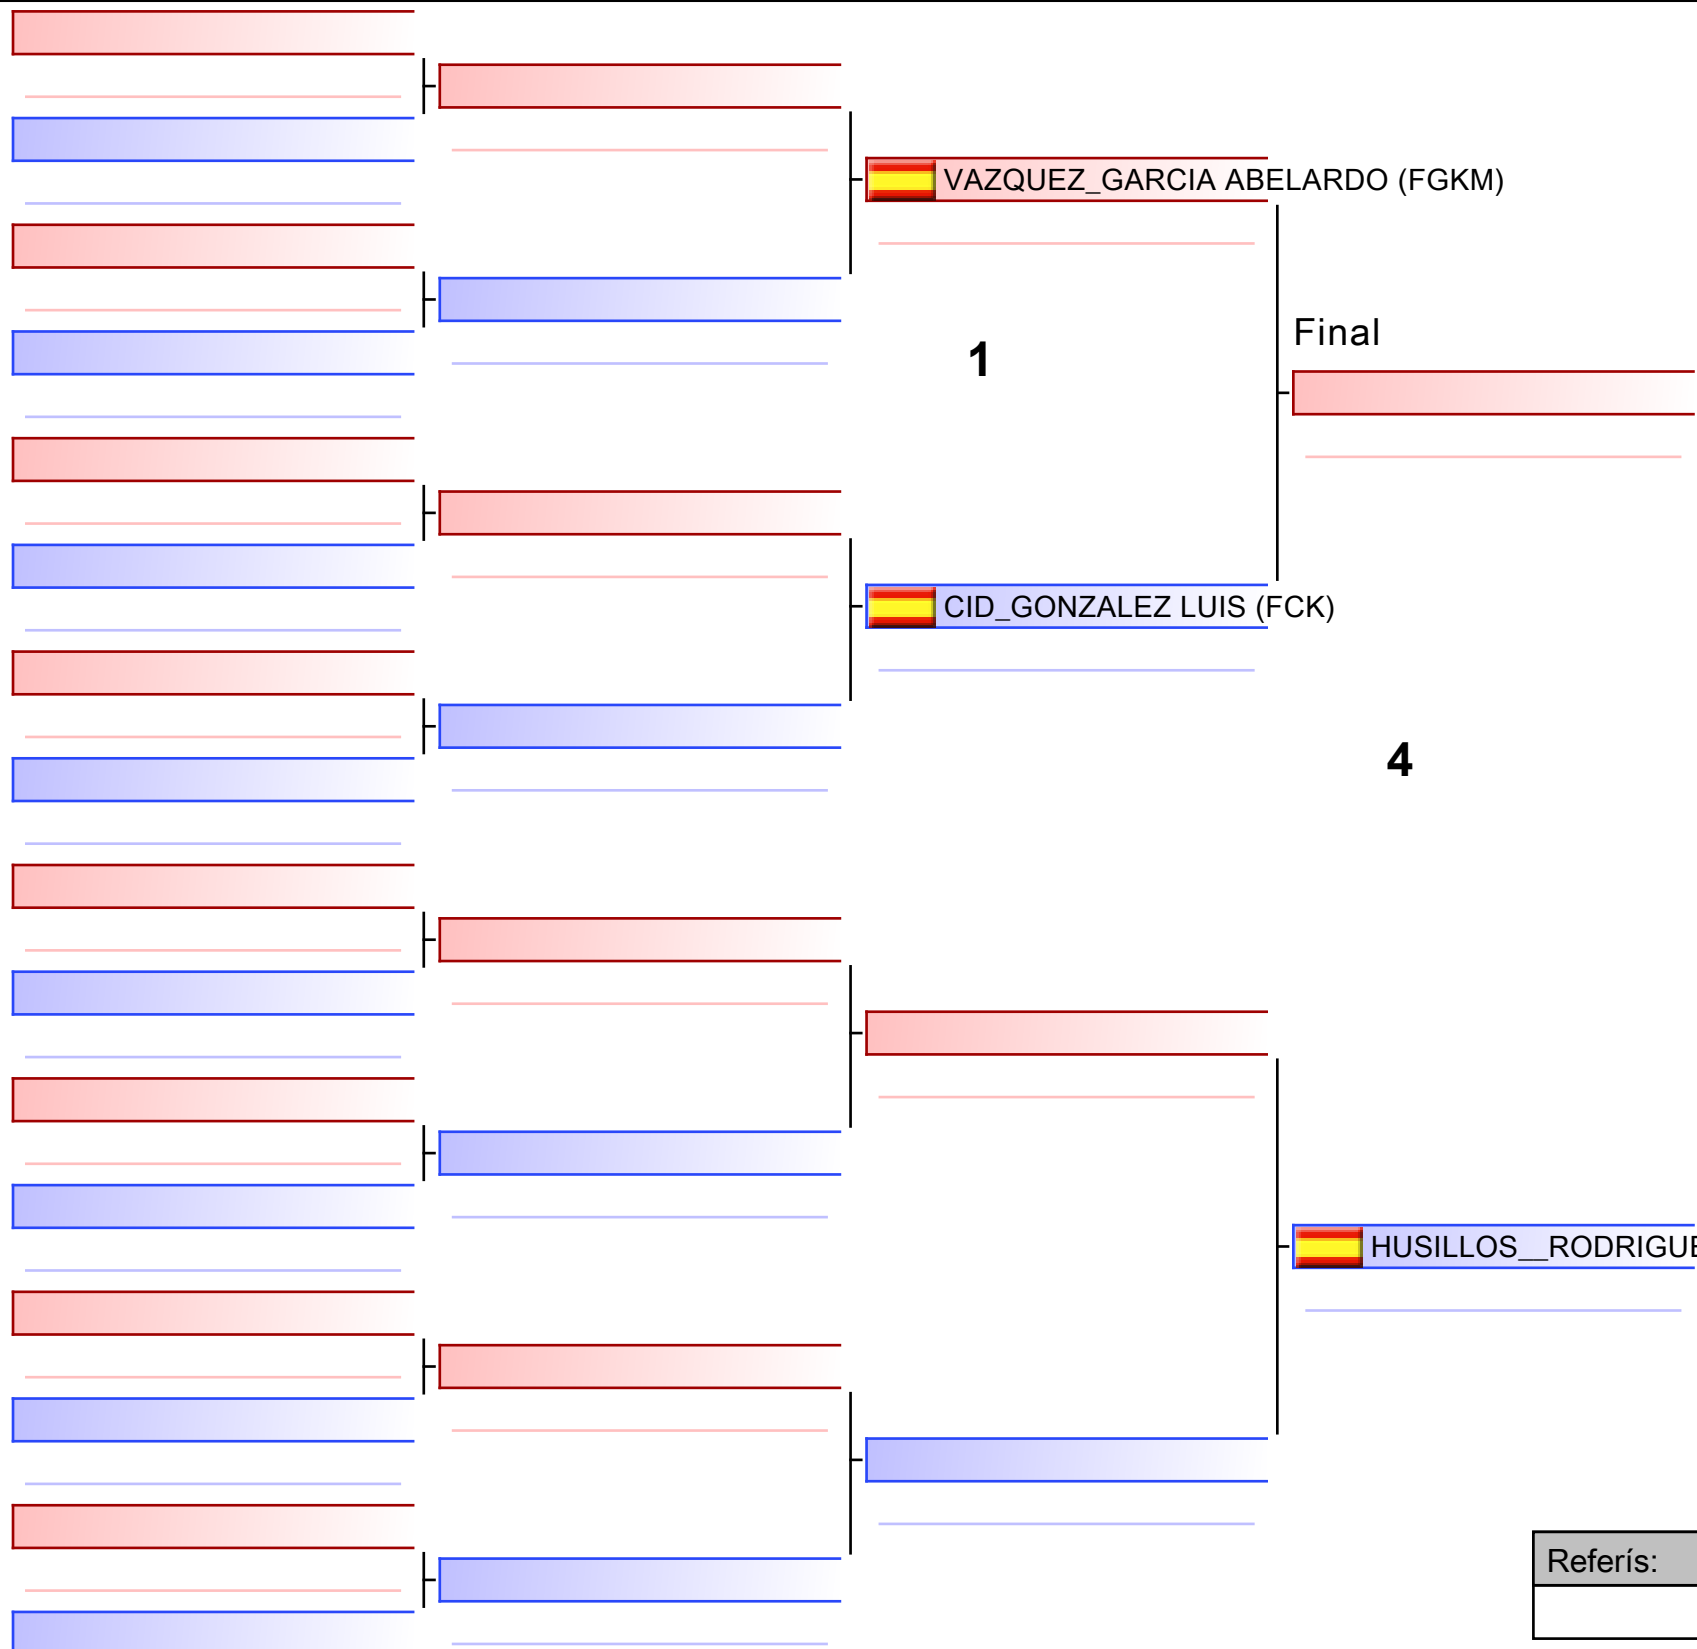 VAZQUEZ_GARCIA ABELARDO (FGKM)
Final
1
CID_GONZALEZ LUIS (FCK)
4
HUSILLOS__RODRIGUE
Referís: